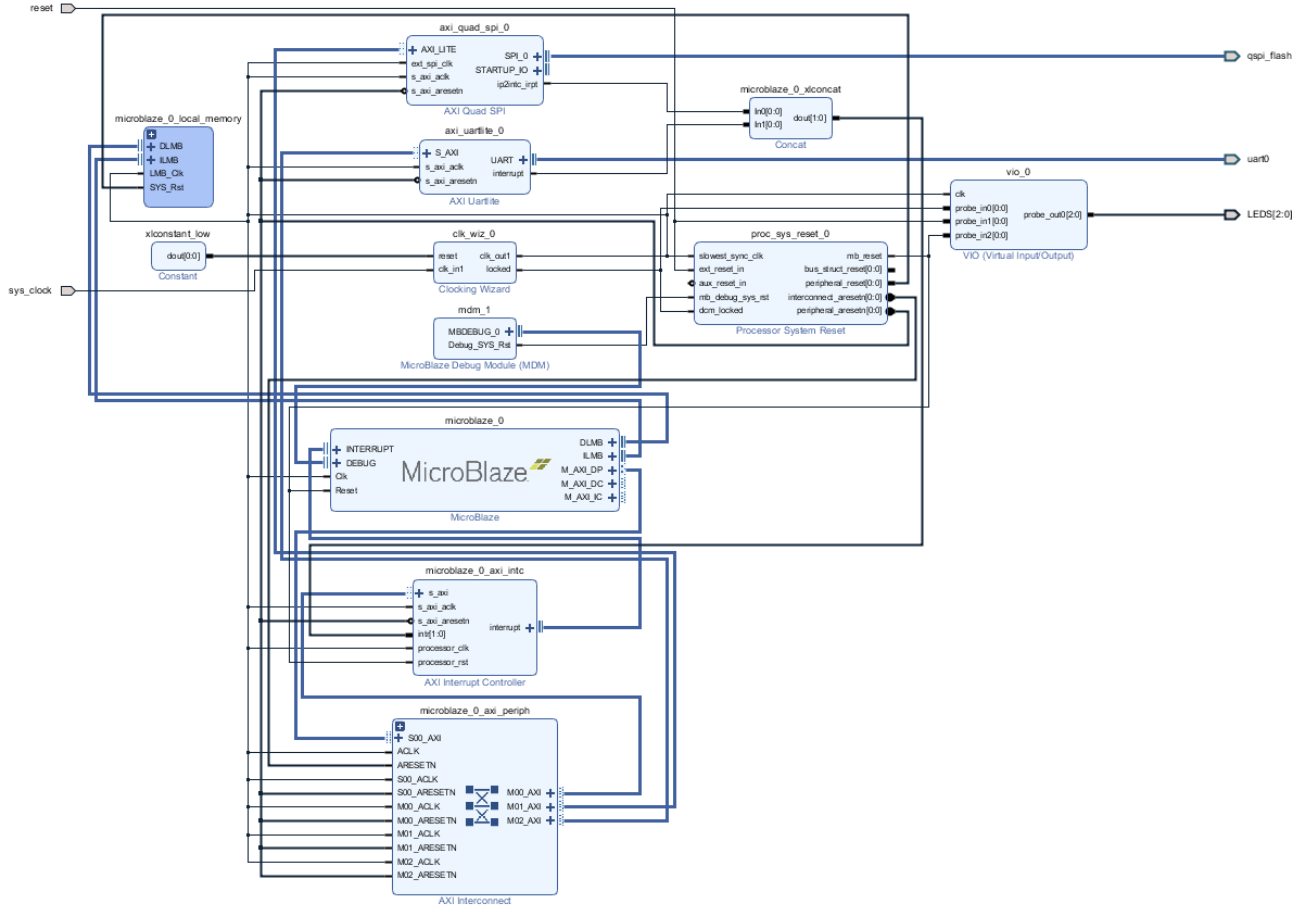 reset
axi_quad_spi_0
AXI_LITE
ext_spi_clk
s_axi_aclk
s_axi_aresetn
SPI_0
STARTUP_IO
ip2intc_irpt
AXI Quad SPI
qspi_flash
microblaze_0_xlconcat
In0[0:0]
In1[0:0]
dout[1:0]
Concat
microblaze_0_local_memory
DLMB
ILMB
LMB_Clk
SYS_Rst
axi_uartlite_0
S_AXI
s_axi_aclk
s_axi_aresetn
UART
interrupt
AXI Uartlite
uart0
vio_0
clk
probe_in0[0:0]
probe_in1[0:0]
probe_in2[0:0]
probe_out0[2:0]
VIO (Virtual Input/Output)
LEDS[2:0]
xlconstant_low
dout[0:0]
Constant
clk_wiz_0
reset
clk_in1
clk_out1
locked
Clocking Wizard
sys_clock
proc_sys_reset_0
slowest_sync_clk
ext_reset_in
aux_reset_in
mb_debug_sys_rst
dcm_locked
mb_reset
bus_struct_reset[0:0]
peripheral_reset[0:0]
interconnect_aresetn[0:0]
peripheral_aresetn[0:0]
Processor System Reset
mdm_1
MBDEBUG_0
Debug_SYS_Rst
MicroBlaze Debug Module (MDM)
microblaze_0
INTERRUPT
DEBUG
Clk
Reset
MicroBlaze
DLMB
ILMB
M_AXI_DP
M_AXI_DC
M_AXI_IC
MicroBlaze
microblaze_0_axi_intc
s_axi
s_axi_aclk
s_axi_aresetn
intr[1:0]
processor_clk
processor_rst
interrupt
AXI Interrupt Controller
microblaze_0_axi_periph
S00_AXI
ACLK
ARESETN
S00_ACLK
S00_ARESETN
M00_ACLK
M00_ARESETN
M01_ACLK
M01_ARESETN
M02_ACLK
M02_ARESETN
M00_AXI
M01_AXI
M02_AXI
AXI Interconnect